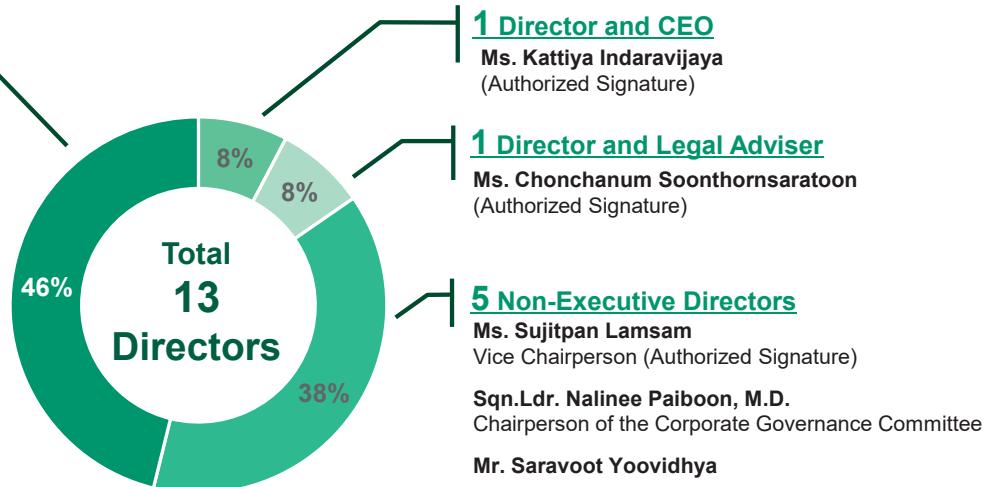 1 Director and CEO
Ms. Kattiya Indaravijaya
(Authorized Signature)
8%
8%
46%
38%
Total
13
Directors
1 Director and Legal Adviser
Ms. Chonchanum Soonthornsaratoon
(Authorized Signature)
5 Non-Executive Directors
Ms. Sujitpan Lamsam
Vice Chairperson (Authorized Signature)
Sqn.Ldr. Nalinee Paiboon, M.D.
Chairperson of the Corporate Governance Committee
Mr. Saravoot Yoovidhya